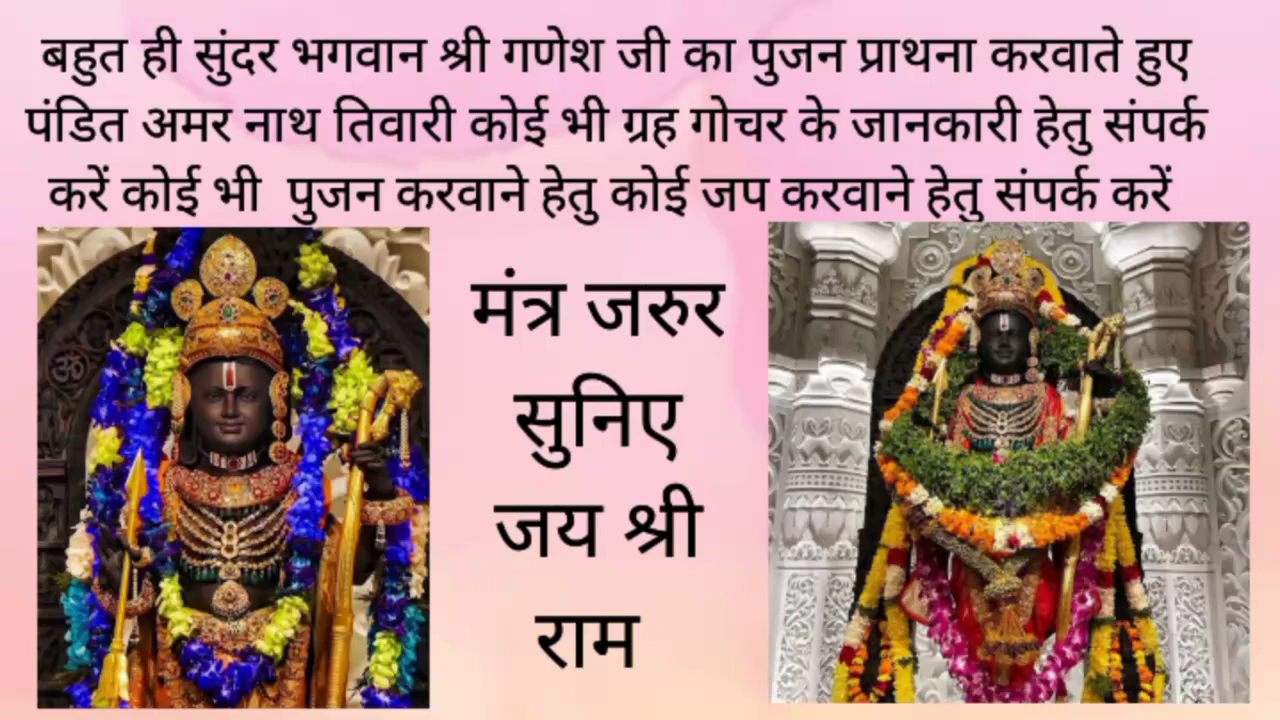 बहुत ही सुंदर भगवान श्री गणेश जी का पुजन प्राथना करवाते हुए
पंडित अमर नाथ तिवारी कोई भी ग्रह गोचर के जानकारी हेतु संपर्क
करें कोई भी पुजन करवाने हेतु कोई जप करवाने हेतु संपर्क करें
मंत्र जरुर
सुनिए
जय श्री
राम
ॐ